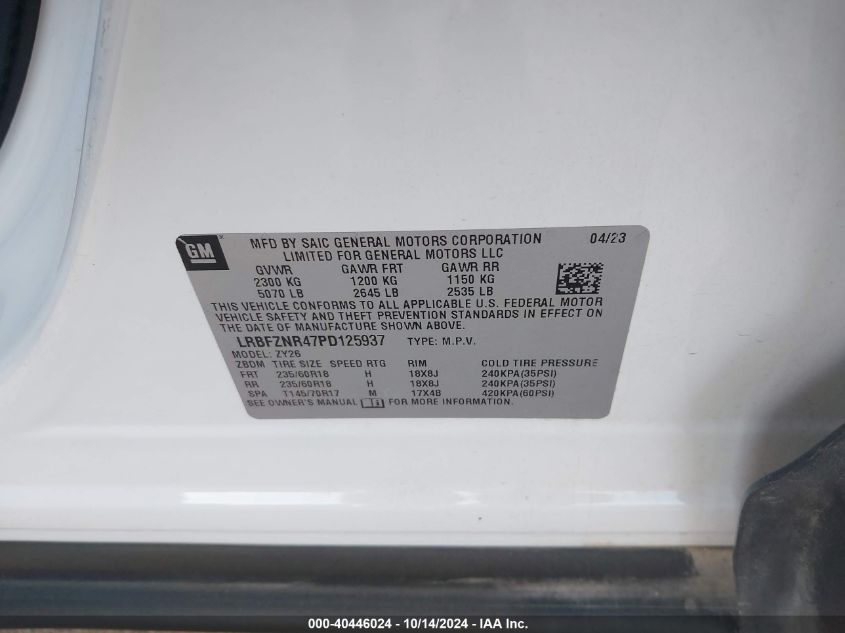 GM
MFD BY SAIC GENERAL MOTORS CORPORATION 04/23
LIMITED FOR GENERAL MOTORS LLC
GVWR GAWR FRT GAWR RR
2300 KG 1200 KG 1150 KG
5070 LB 2645 LB 2535 LB
THIS VEHICLE CONFORMS TO ALL APPLICABLE U.S. FEDERAL MOTOR
VEHICLE SAFETY AND THEFT PREVENTION STANDARDS IN EFFECT ON
THE DATE OF MANUFACTURE SHOWN ABOVE.
LRBFZNR47PD125937 TYPE: M.P.V.
MODEL: ZY26
ZBDM TIRE SIZE SPEED RTG RIM COLD TIRE PRESSURE
FRT 235/60R18 H 18X8J 240KPA(35PSI)
RR 235/60R18 H 18X8J 240KPA(35PSI)
SPA T145/70R17 M 17X4B 420KPA(60PSI)
SEE OWNER'S MANUAL FOR MORE INFORMATION.
000-40446024 | 10/14/2024 - IAA Inc.